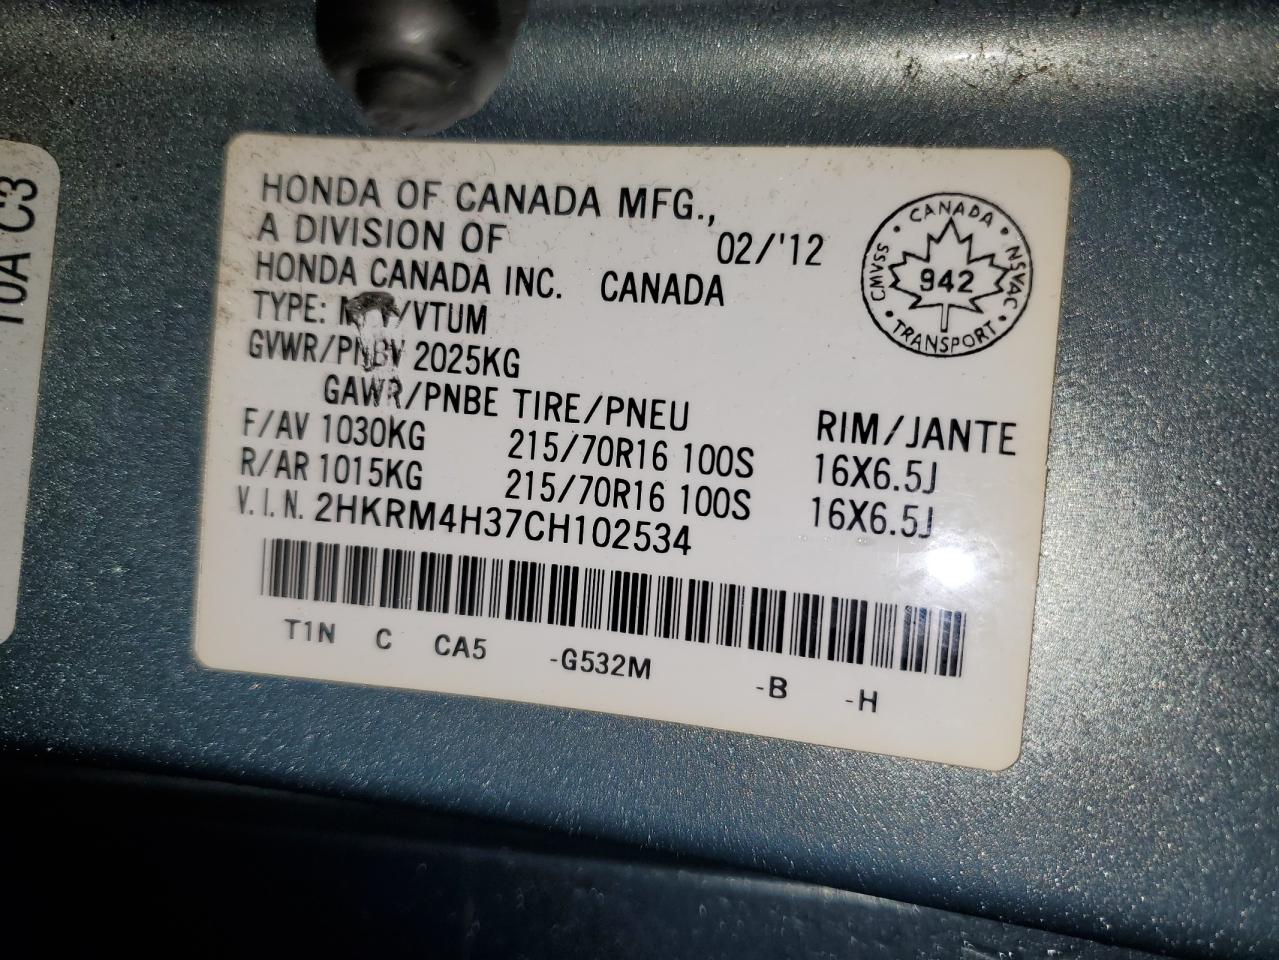 HONDA OF CANADA MFG.,
A DIVISION OF
02/'12
HONDA CANADA INC. CANADA
TYPE: /VTUM
GVWR/PNBV 2025KG
GAWR/PNBE TIRE/PNEU RIM/JANTE
F/AV 1030KG 215/70R16 100S 16X6.5J
R/AR 1015KG 215/70R16 100S 16X6.5J
V.I.N. 2HKRM4H37CH102534
T1N C CA5 -G532M -B -H
CANADA
CMVSS 942 NSVAC
TRANSPORT
10A C3